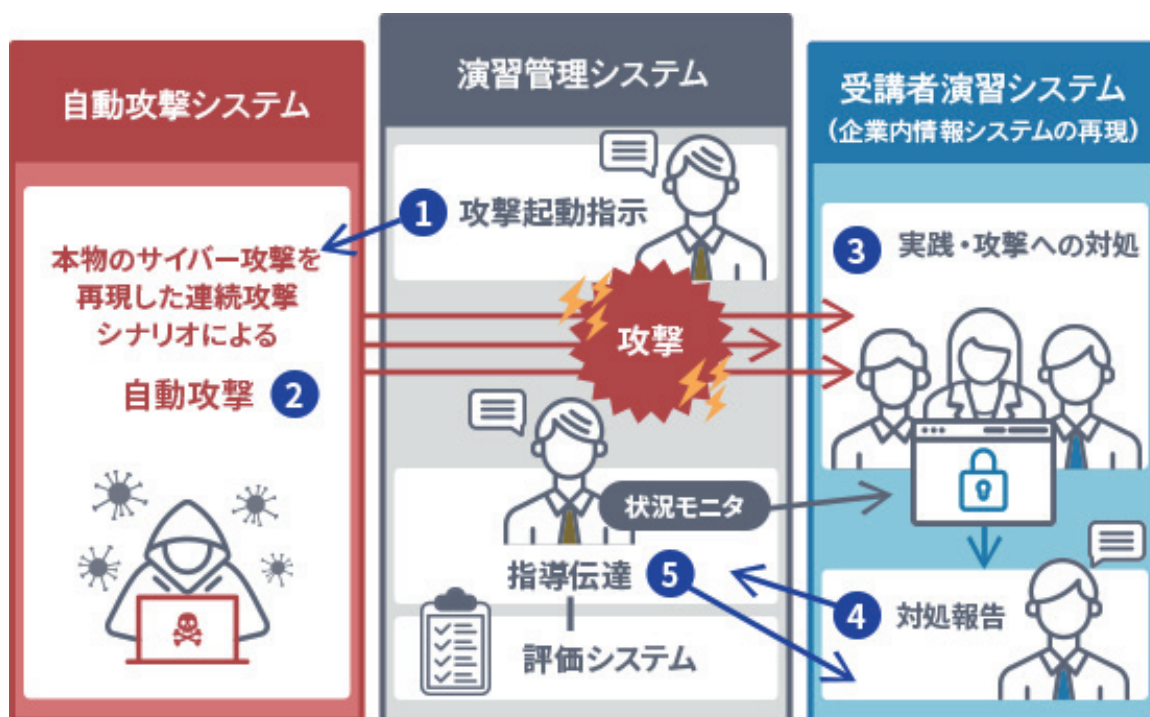 自動攻撃システム
本物のサイバー攻撃を
再現した連続攻撃
シナリオによる
自動攻撃 2
演習管理システム
1 攻撃起動指示
攻撃
状況モニタ
指導伝達 5
評価システム
受講者演習システム
(企業内情報システムの再現)
3 実践・攻撃への対処
4 対処報告